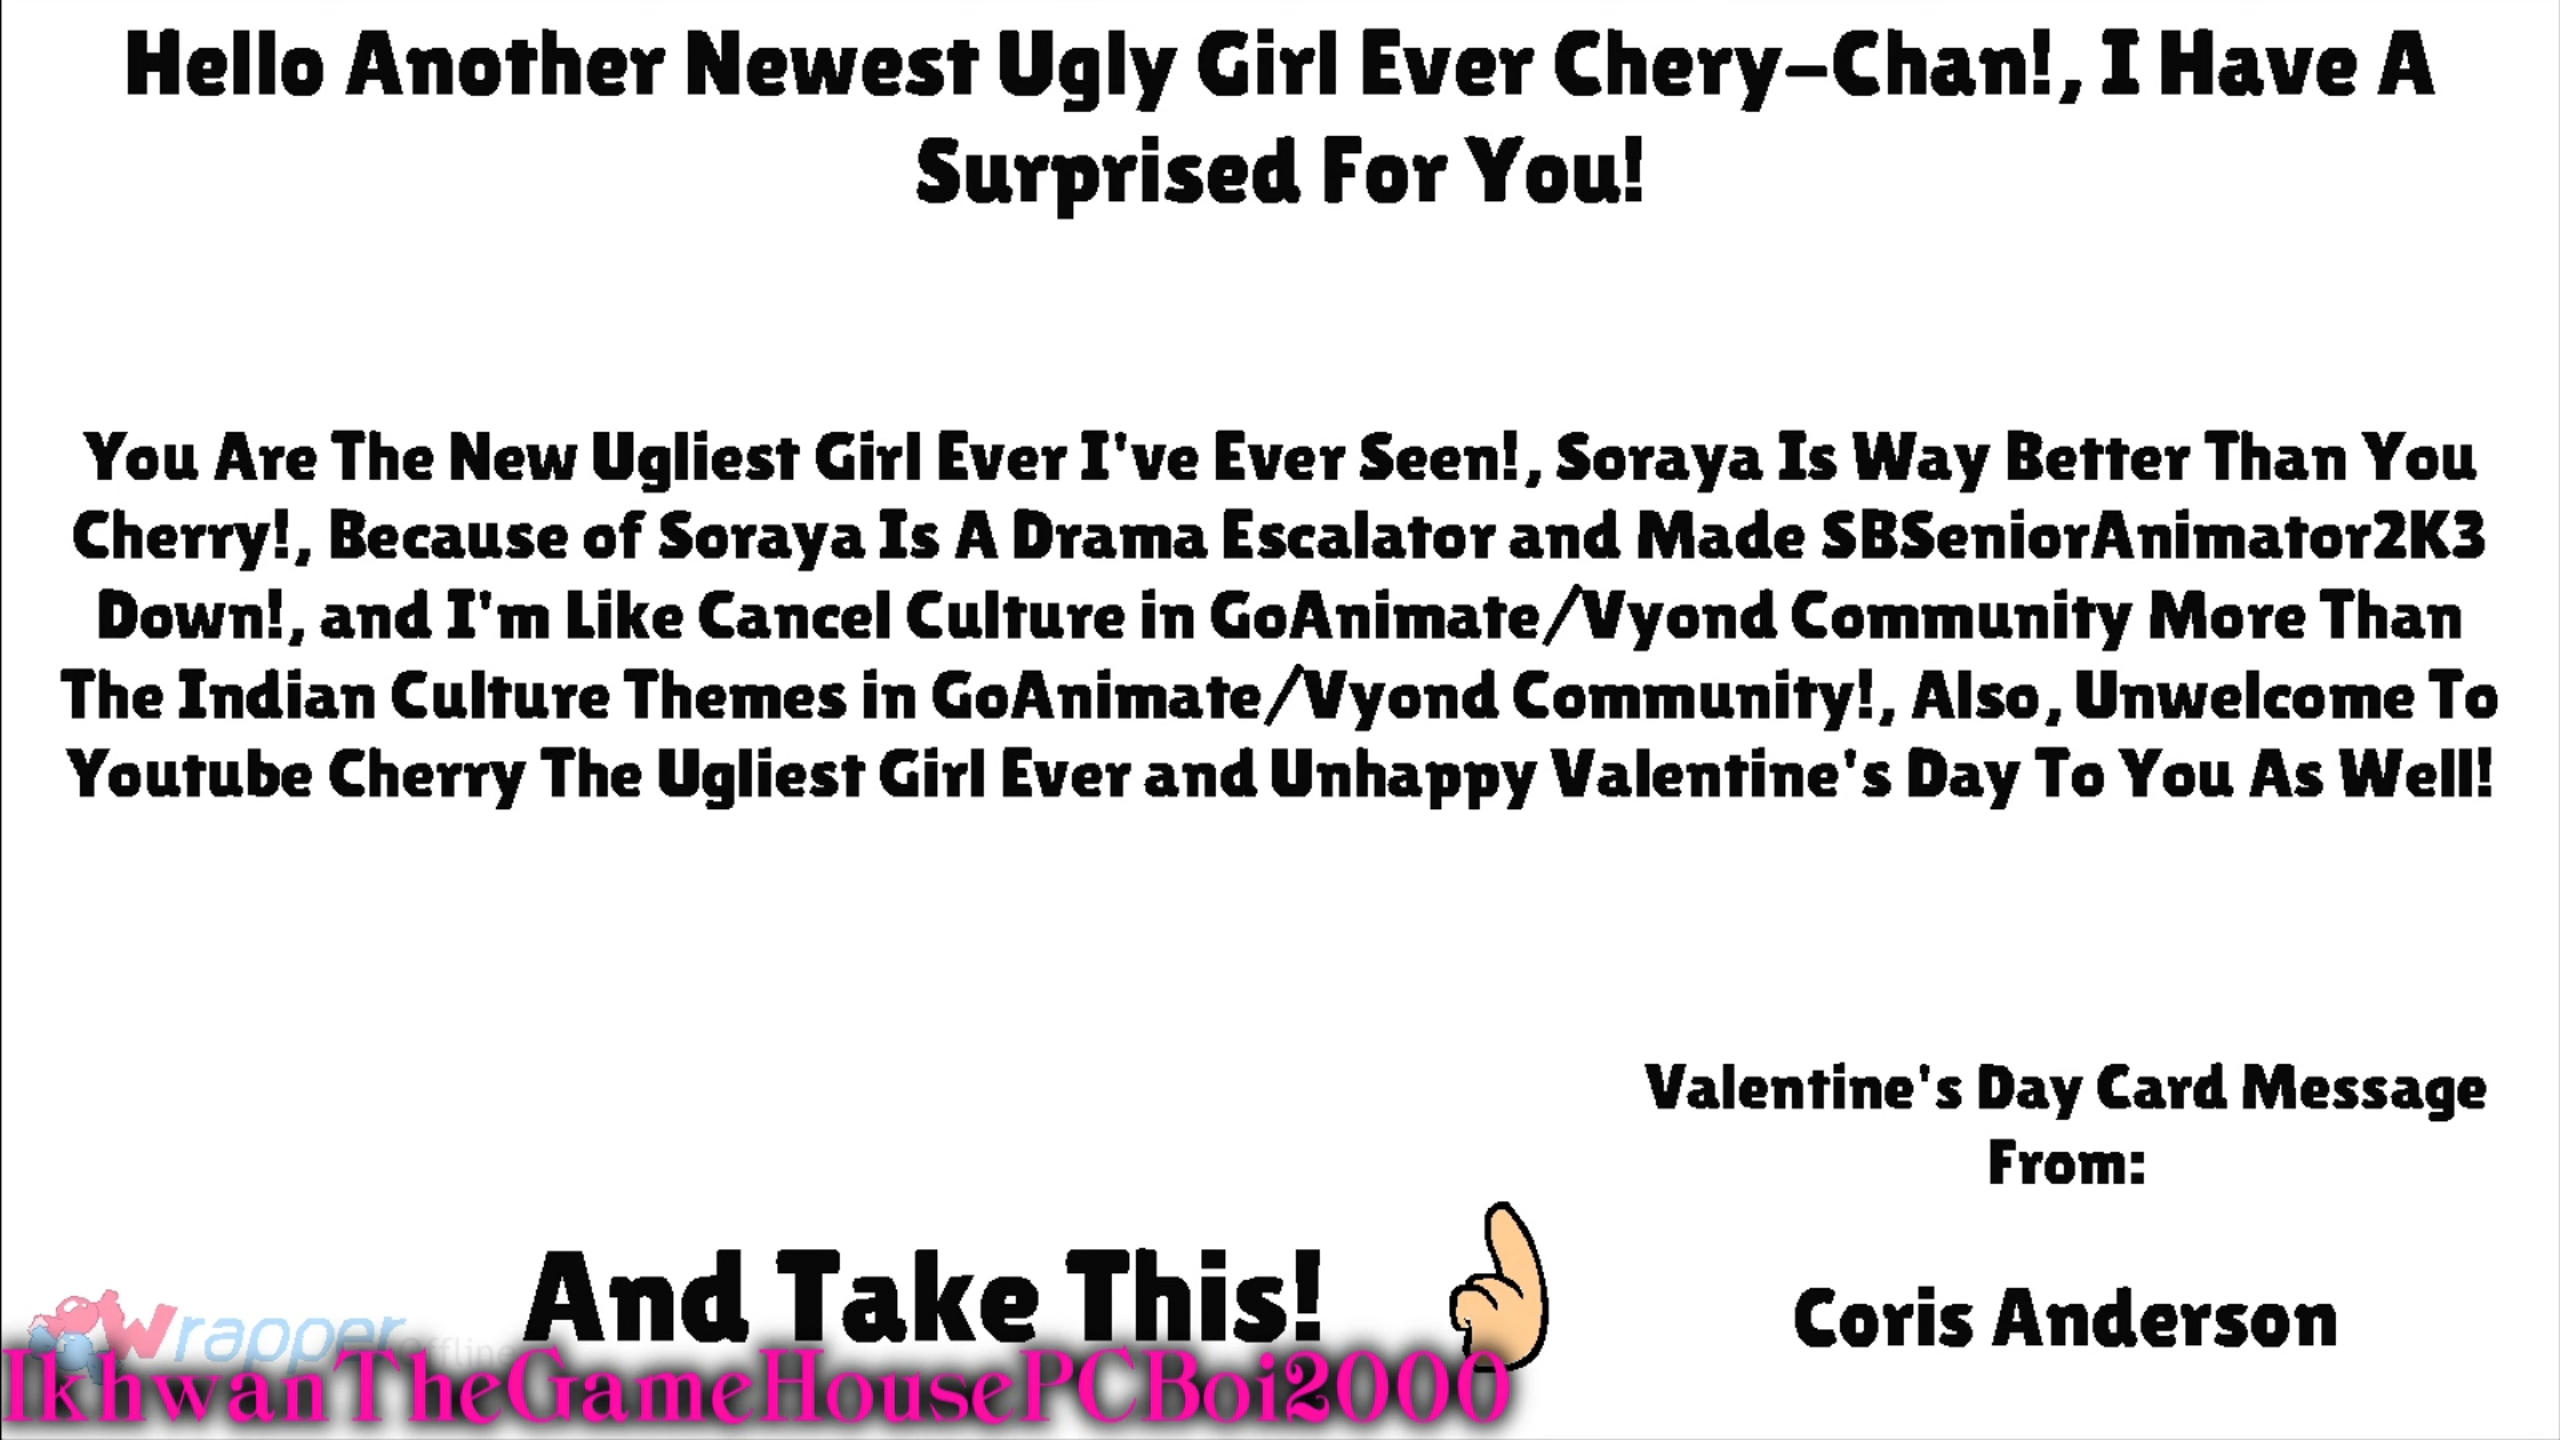 Hello Another Newest Ugly Girl Ever Chery-Chan!, I Have A
Surprised For You!
You Are The New Ugliest Girl Ever I've Ever Seen!, Soraya Is Way Better Than You
Cherry!, Because of Soraya Is A Drama Escalator and Made SBSeniorAnimator2K3
Down!, and I'm Like Cancel Culture in GoAnimate/Vyond Community More Than
The Indian Culture Themes in GoAnimate/Vyond Community!, Also, Unwelcome To
Youtube Cherry The Ugliest Girl Ever and Unhappy Valentine's Day To You As Well!
Valentine's Day Card Message
From:
Coris Anderson
And Take This!
Wrapper Offline
IkhwanTheGameHousePCBoi2000